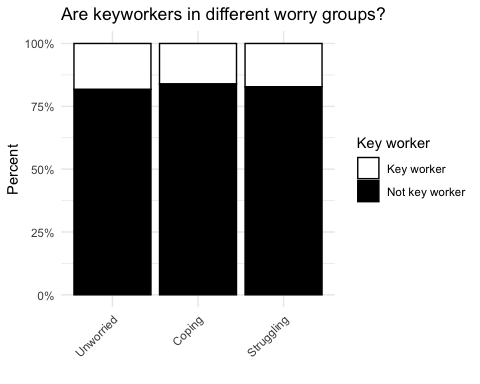 Are keyworkers in different worry groups?
100%
75%
50%
25%
0%
Percent
Unworried
Coping
Struggling
Key worker
Key worker
Not key worker